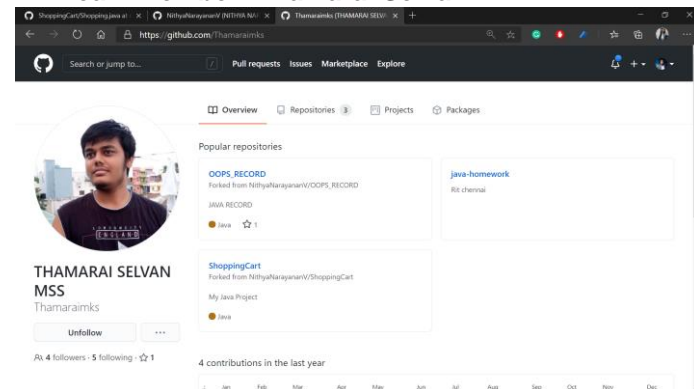 ShoppingCart/Shopping.java at
NithyaNarayananV (NITHYA NA
Thamaraimks (THAMARAI SELVA
https://github.com/Thamaraimks
Search or jump to...
/
Pull requests Issues Marketplace Explore
Overview Repositories 3 Projects Packages
Popular repositories
OOPS_RECORD
Forked from NithyaNarayananV/OOPS_RECORD
JAVA RECORD
Java 1
java-homework
Rit chennai
ShoppingCart
Forked from NithyaNarayananV/ShoppingCart
My Java Project
Java
ENGLAND
THAMARAI SELVAN
MSS
Thamaraimks
Unfollow ...
4 followers · 5 following · 1
4 contributions in the last year
Jan Feb Mar Apr May Jun Jul Aug Sep Oct Nov Dec